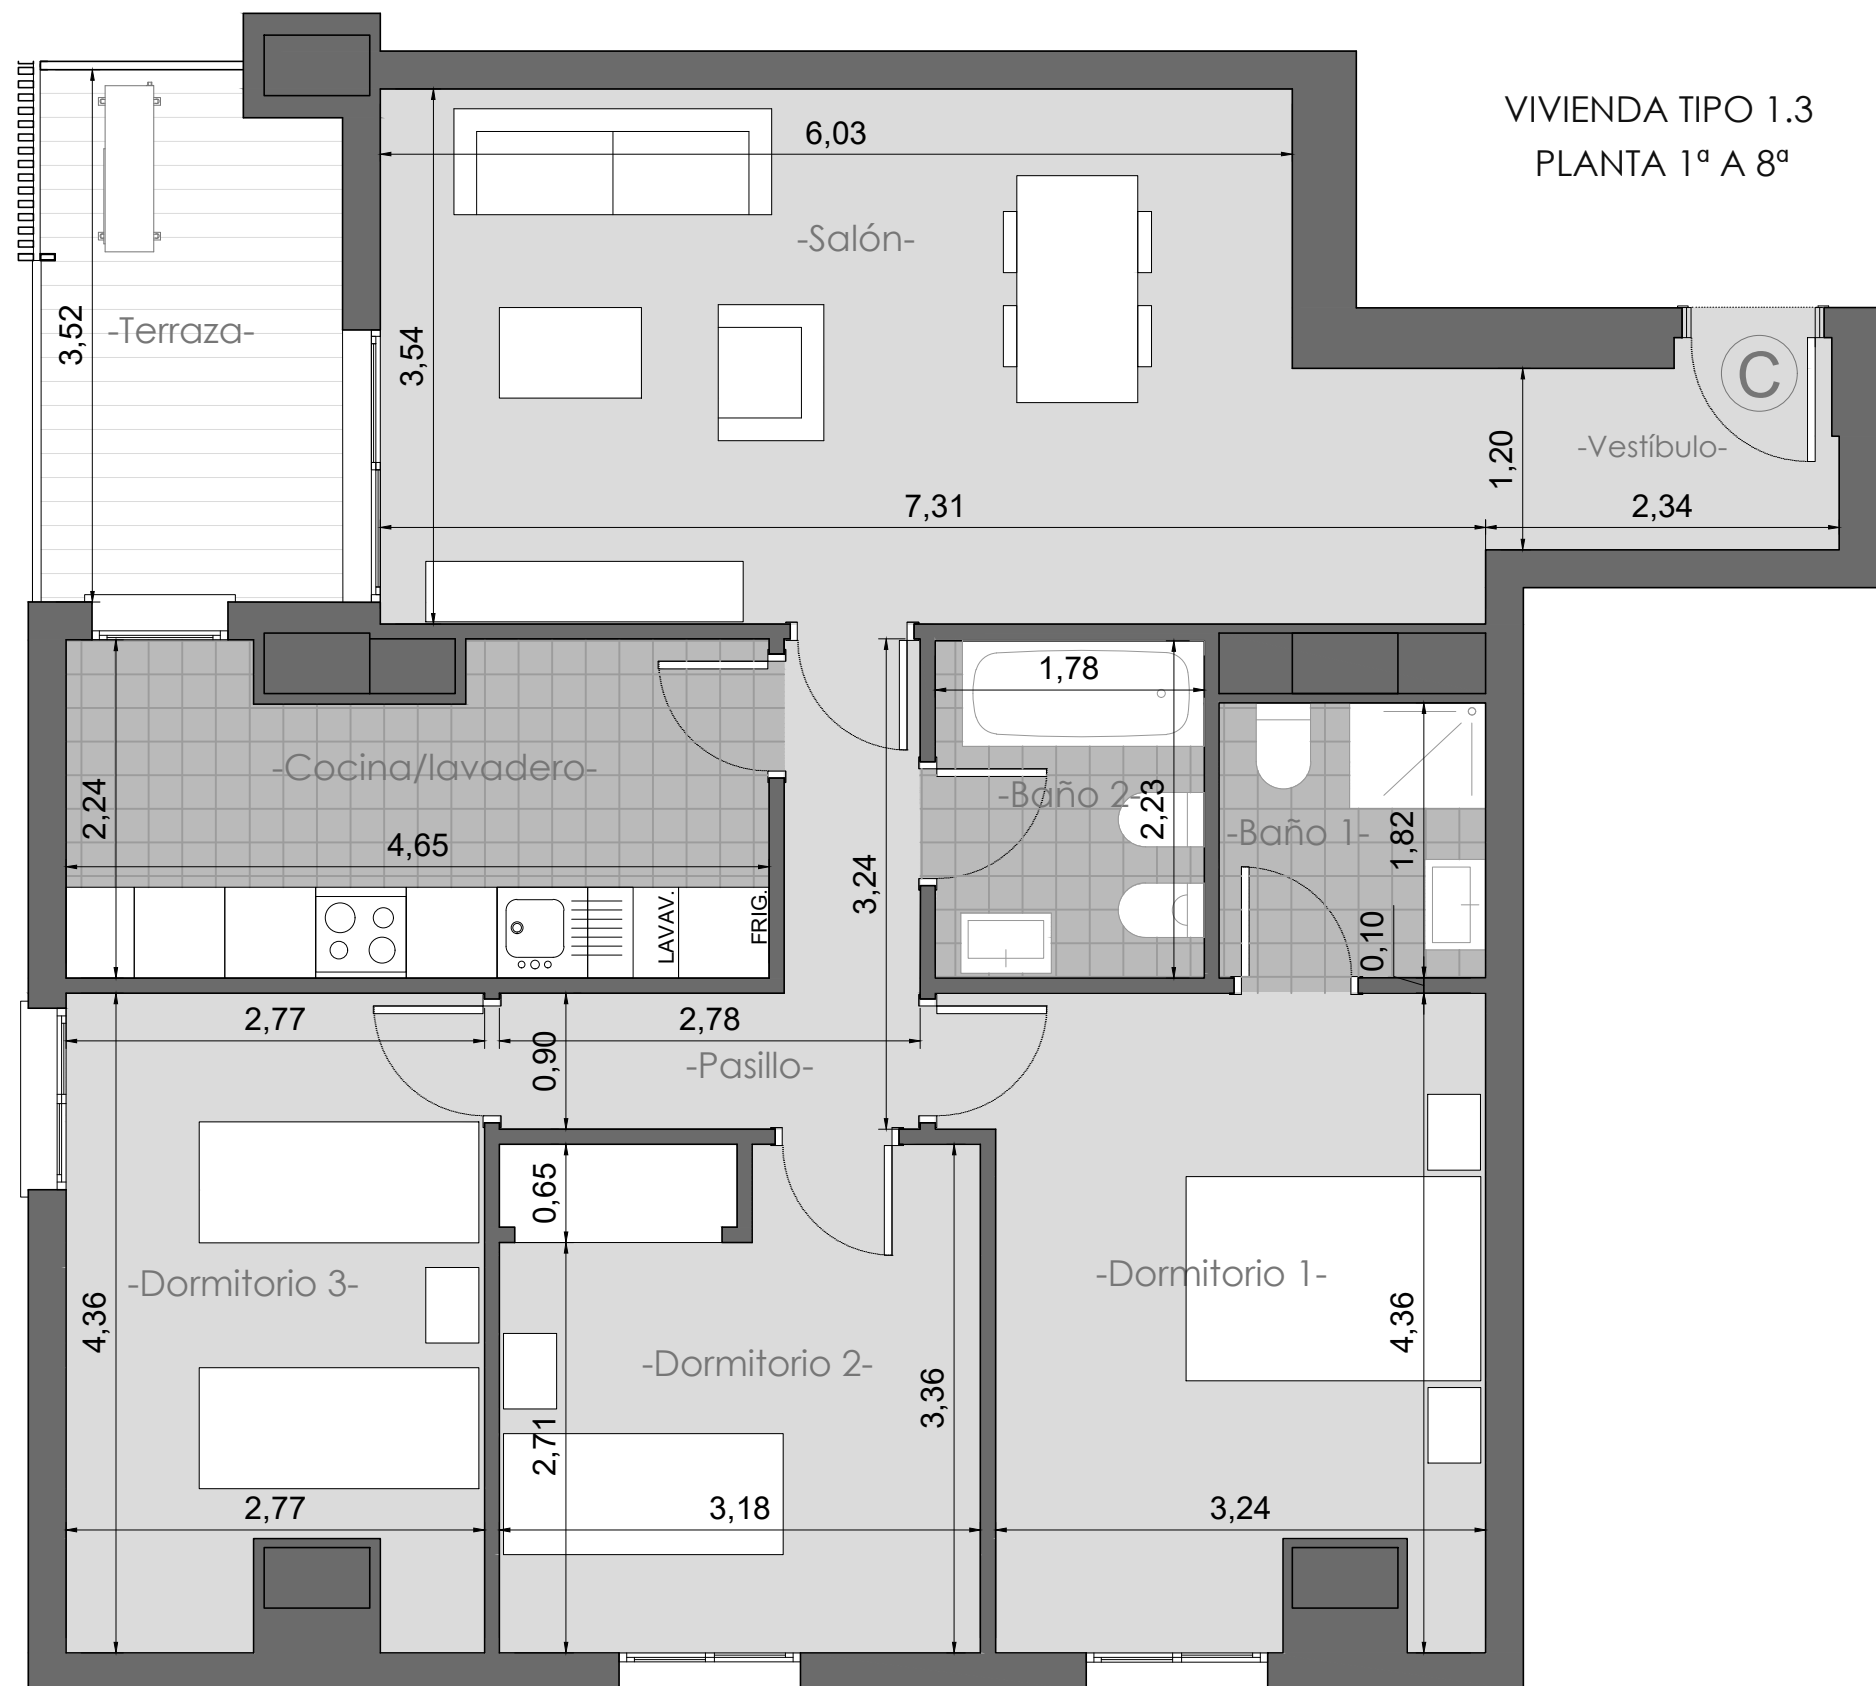 VIVIENDA TIPO 1.3
PLANTA 1ª A 8ª
6,03
-Salón-
3,52
-Terraza-
3,54
C
1,20
-Vestíbulo-
7,31
2,34
1,78
-Cocina/lavadero-
2,24
4,65
-Baño 2-
2,23
-Baño 1-
1,82
3,24
LAVAV.
FRIG.
0,10
2,77
0,90
2,78
-Pasillo-
0,65
-Dormitorio 3-
4,36
-Dormitorio 1-
4,36
-Dormitorio 2-
3,36
2,71
2,77
3,18
3,24